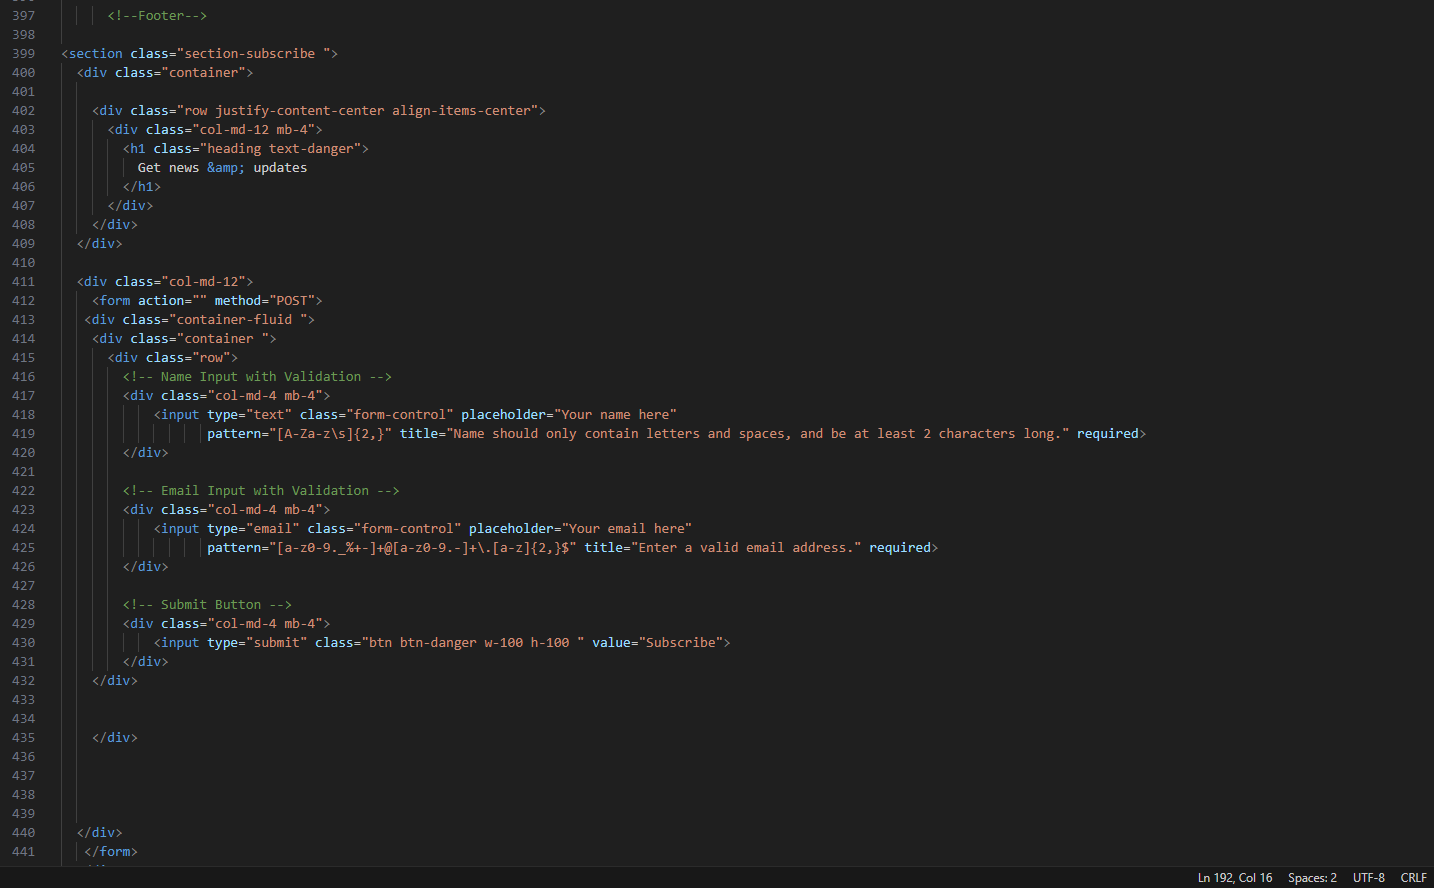 397 <!--Footer-->
398
399 <section class="section-subscribe ">
400 <div class="container">
401
402 <div class="row justify-content-center align-items-center">
403 <div class="col-md-12 mb-4">
404 <h1 class="heading text-danger">
405 Get news &amp; updates
406 </h1>
407 </div>
408 </div>
409 </div>
410
411 <div class="col-md-12">
412 <form action="" method="POST">
413 <div class="container-fluid ">
414 <div class="container ">
415 <div class="row">
416 <!-- Name Input with Validation -->
417 <div class="col-md-4 mb-4">
418 <input type="text" class="form-control" placeholder="Your name here"
419 pattern="[A-Za-z\s]{2,}" title="Name should only contain letters and spaces, and be at least 2 characters long." required>
420 </div>
421
422 <!-- Email Input with Validation -->
423 <div class="col-md-4 mb-4">
424 <input type="email" class="form-control" placeholder="Your email here"
425 pattern="[a-z0-9._%+-]+@[a-z0-9.-]+\.[a-z]{2,}$" title="Enter a valid email address." required>
426 </div>
427
428 <!-- Submit Button -->
429 <div class="col-md-4 mb-4">
430 <input type="submit" class="btn btn-danger w-100 h-100 " value="Subscribe">
431 </div>
432 </div>
433
434
435 </div>
436
437
438
439
440 </div>
441 </form>
Ln 192, Col 16 Spaces: 2 UTF-8 CRLF